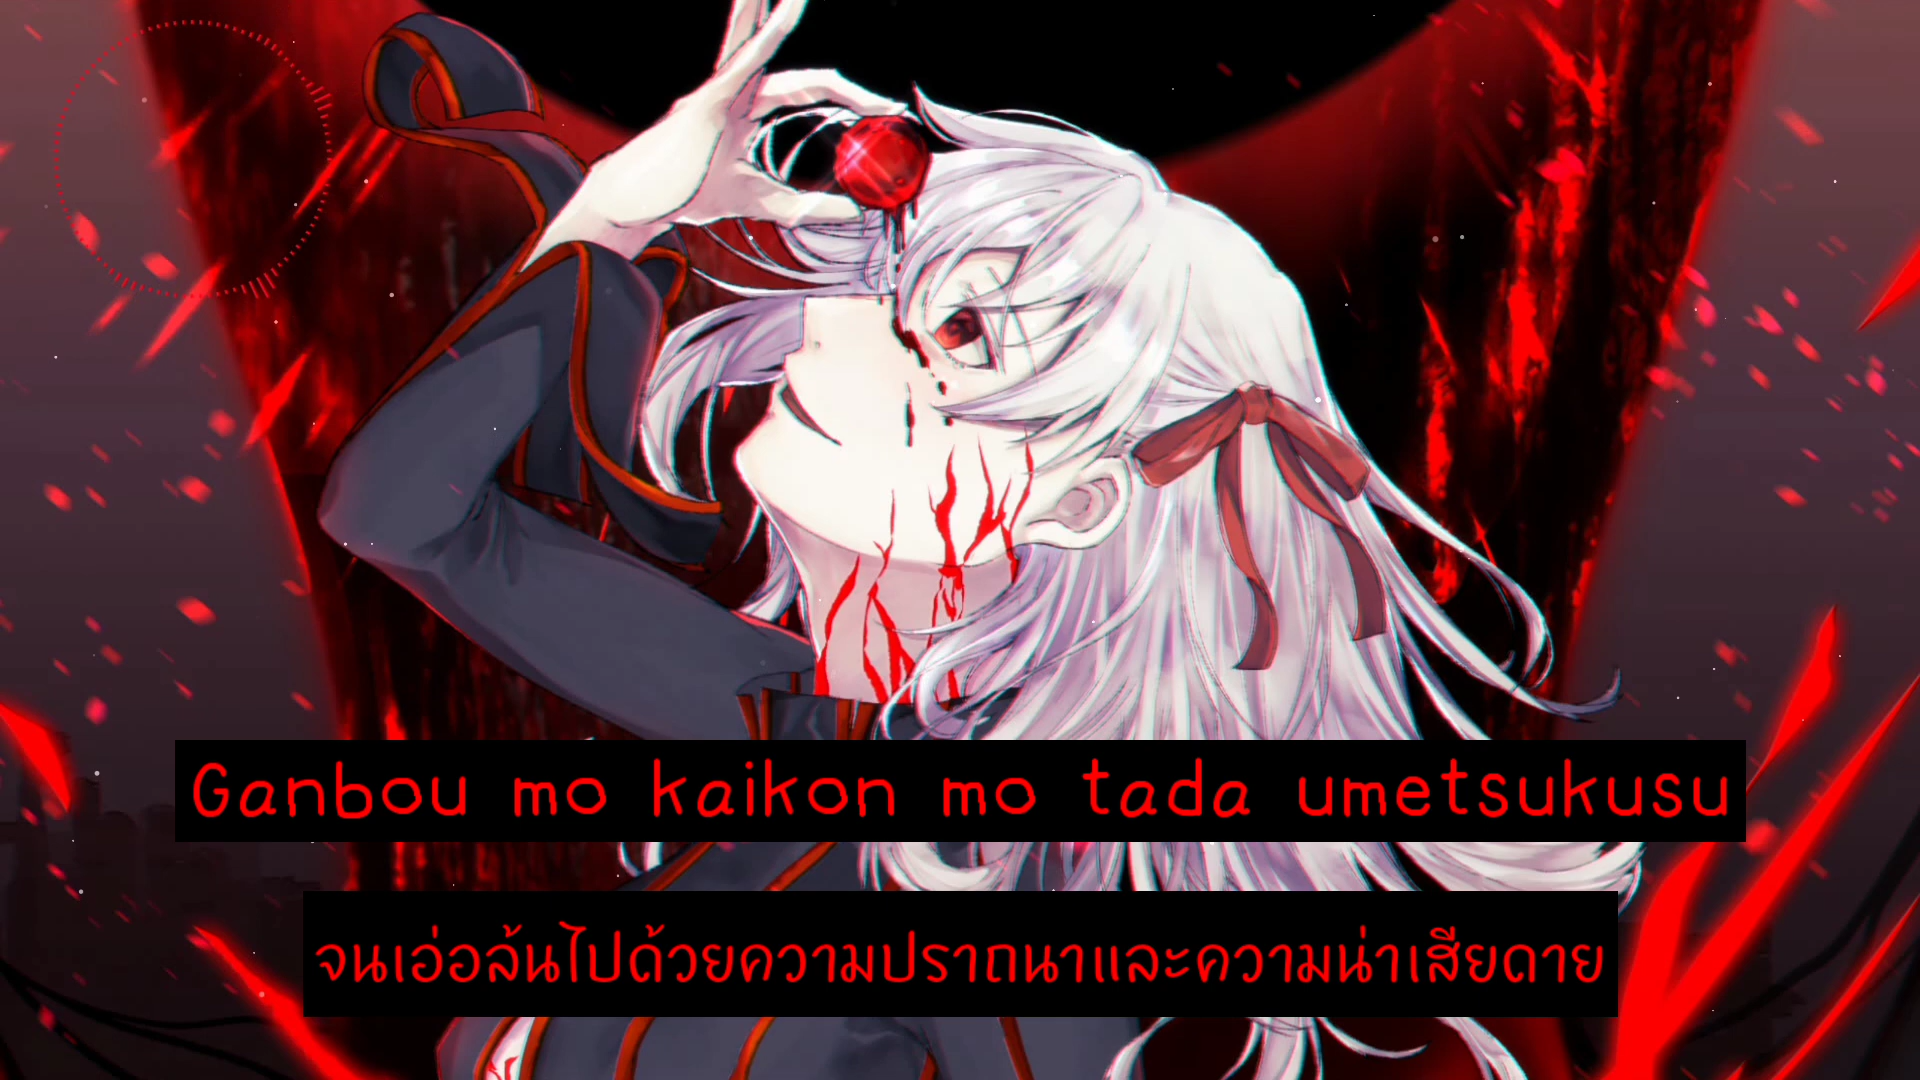 Ganbou mo kaikon mo tada umetsukusu
จนเอ่อล้นไปด้วยความปราถนาและความน่าเสียดาย